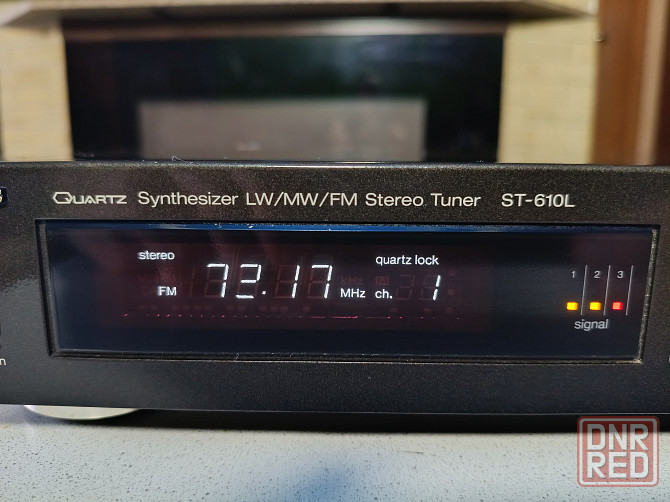 QUARTZ Synthesizer LW/MW/FM Stereo Tuner ST-610L
stereo
quartz lock
FM 72.17 MHz ch. 1
1 2 3
signal
DNR
RED